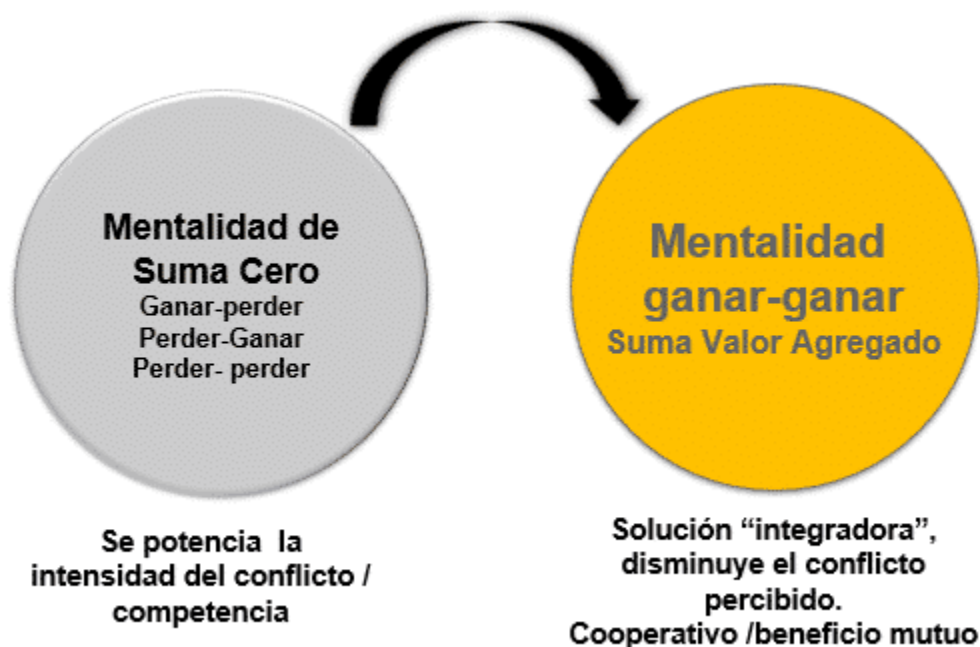 Mentalidad de
Suma Cero
Ganar-perder
Perder-Ganar
Perder- perder
Se potencia la
intensidad del conflicto /
competencia
Mentalidad
ganar-ganar
Suma Valor Agregado
Solución “integradora”,
disminuye el conflicto
percibido.
Cooperativo /beneficio mutuo